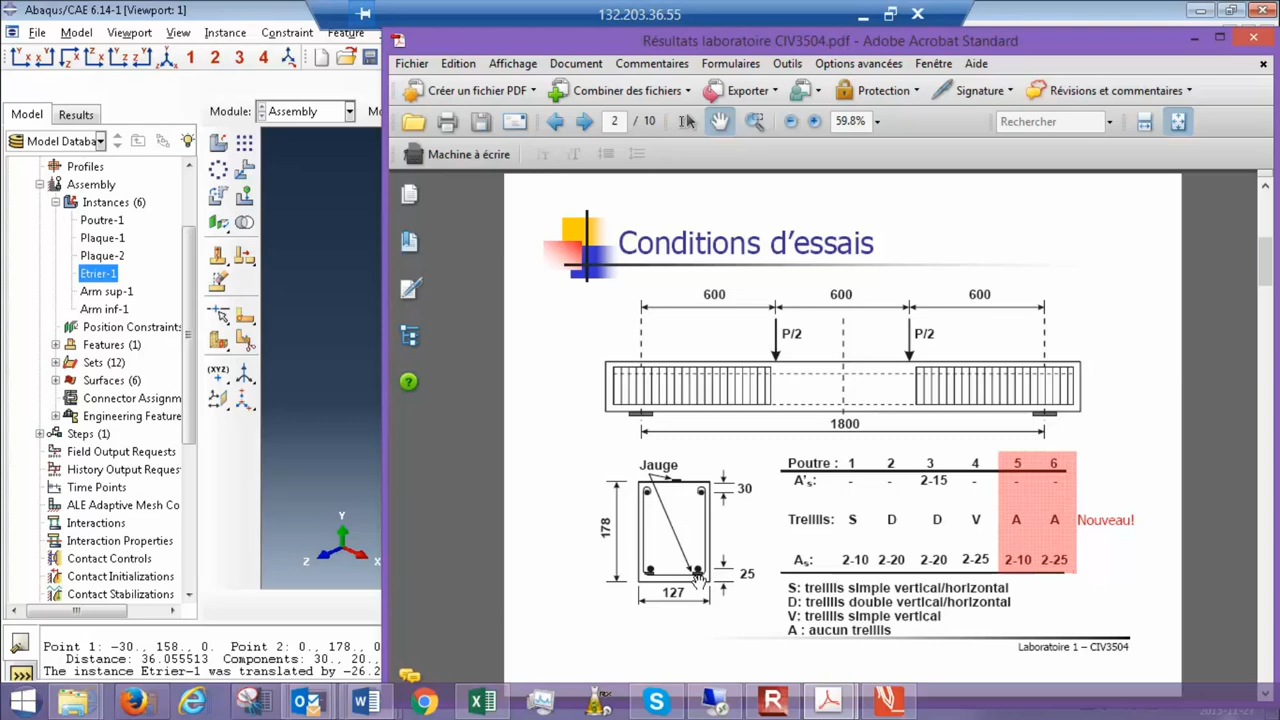 Abaqus/CAE 6.14-1 [Viewport: 1]
132.203.36.55
File Model Viewport View Instance Constraint Feature
1 2 3 4
Model Results
Module: Assembly
Model Databa
Profiles
Assembly
Instances (6)
Poutre-1
Plaque-1
Plaque-2
Etrier-1
Arm sup-1
Arm inf-1
Position Constraints
Features (1)
Sets (12)
Surfaces (6)
Connector Assignm
Engineering Feature
Steps (1)
Field Output Requests
History Output Reques
Time Points
ALE Adaptive Mesh Co
Interactions
Interaction Properties
Contact Controls
Contact Initializations
Contact Stabilizations
(XYZ)
Y
Z X
Point 1: -30., 158., 0. Point 2: 0., 178., 0
Distance: 36.055513 Components: 30., 20.,
The instance Etrier-1 was translated by -26.2
Résultats laboratoire CIV3504.pdf - Adobe Acrobat Standard
Fichier Edition Affichage Document Commentaires Formulaires Outils Options avancées Fenêtre Aide
Créer un fichier PDF Combiner des fichiers Exporter Protection Signature Révisions et commentaires
2 / 10 59.8% Rechercher
Machine à écrire
Conditions d'essais
600 600 600
P/2 P/2
1800
Jauge
30
178
25
127
Poutre : 1 2 3 4 5 6
A's: - - 2-15 - - -
Treillis: S D D V A A Nouveau!
As: 2-10 2-20 2-20 2-25 2-10 2-25
S: treillis simple vertical/horizontal
D: treillis double vertical/horizontal
V: treillis simple vertical
A : aucun treillis
Laboratoire 1 – CIV3504
2015-11-27